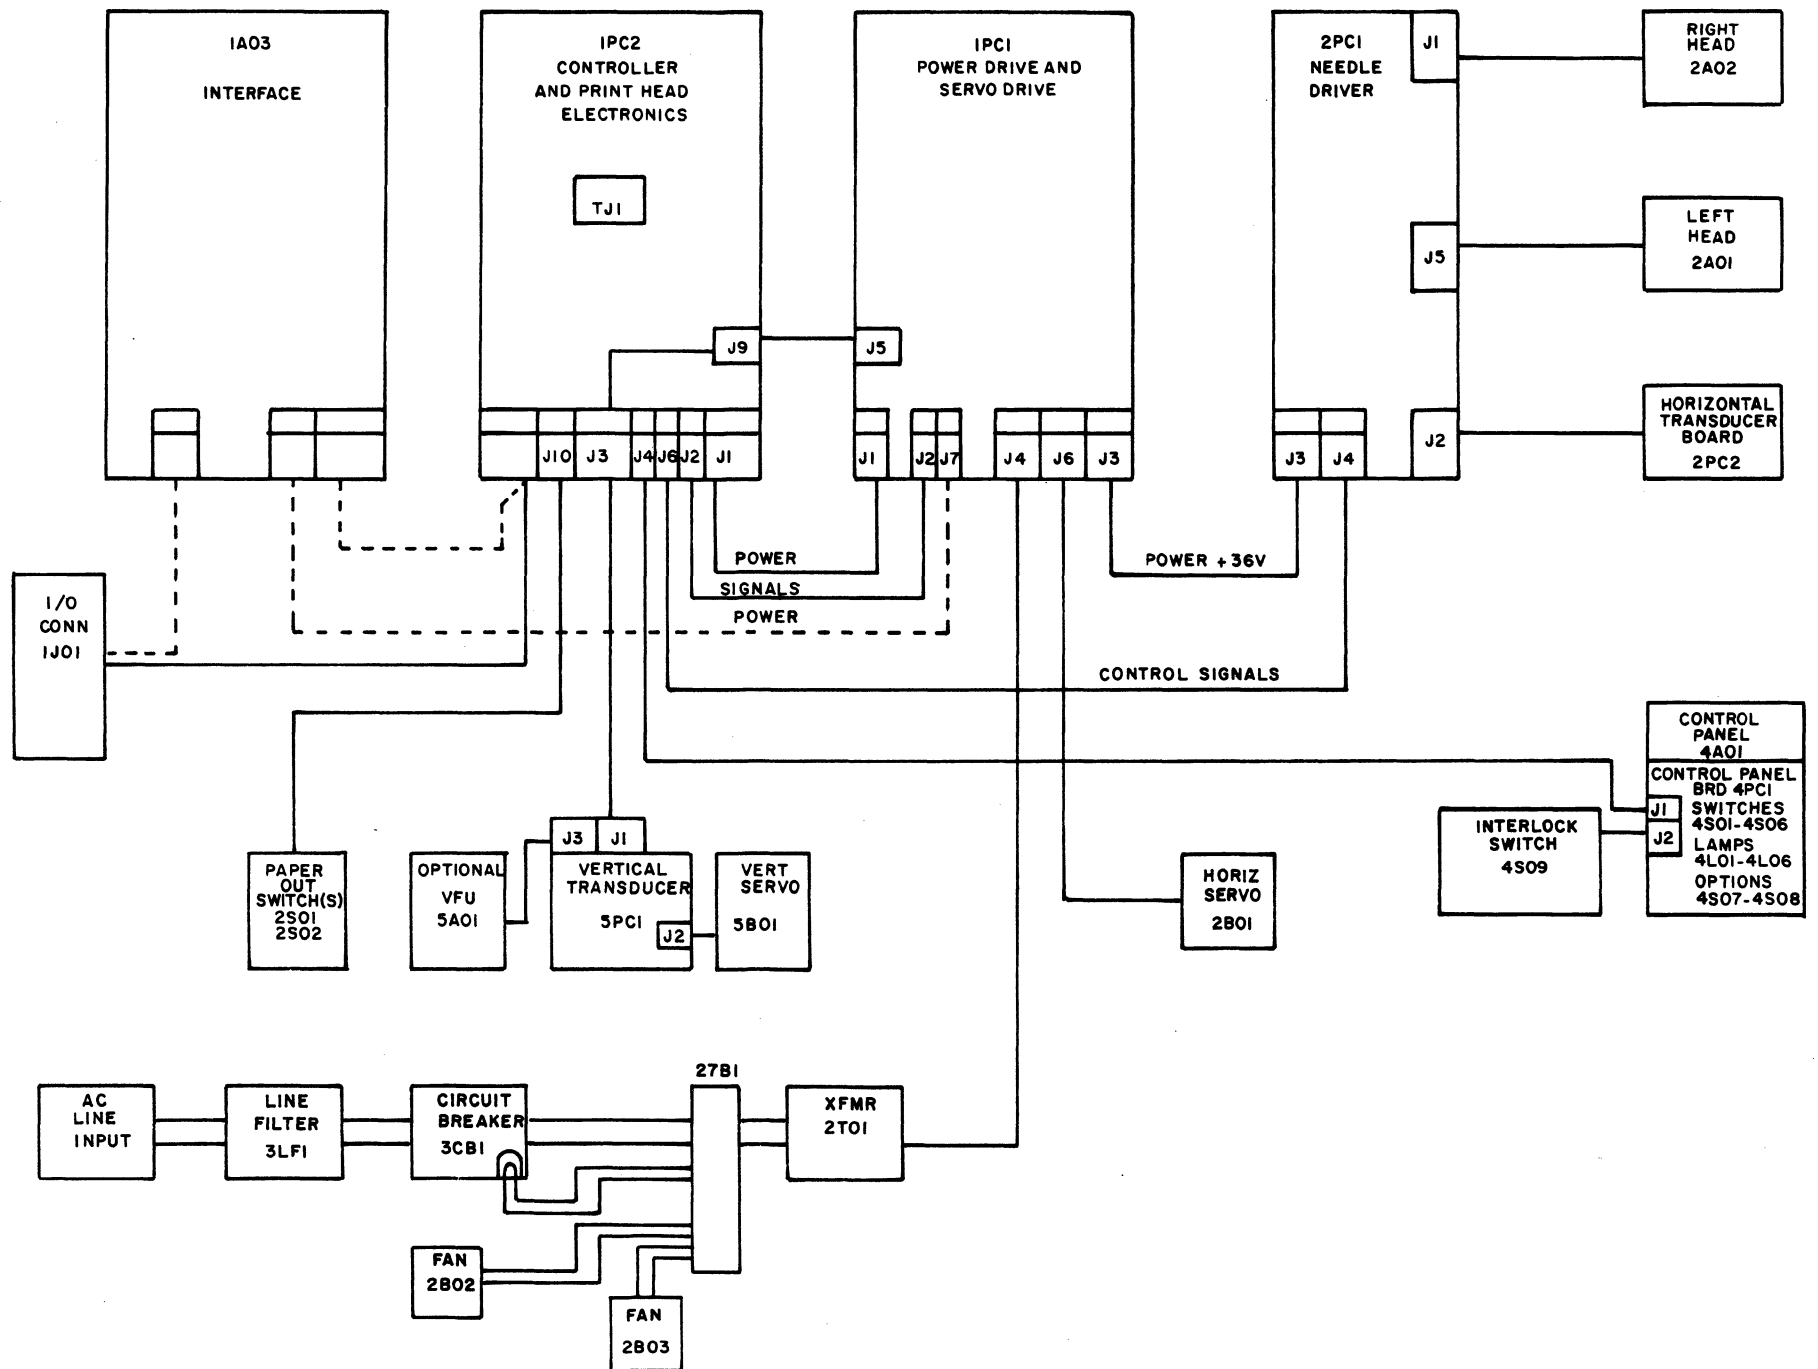 1A03
INTERFACE
1PC2
CONTROLLER
AND PRINT HEAD
ELECTRONICS
TJ1
J9
J10
J3
J4
J6
J2
J1
1PC1
POWER DRIVE AND
SERVO DRIVE
J5
J1
J2
J7
J4
J6
J3
2PC1
NEEDLE
DRIVER
J1
J5
J2
J3
J4
RIGHT
HEAD
2A02
LEFT
HEAD
2A01
HORIZONTAL
TRANSDUCER
BOARD
2PC2
POWER
SIGNALS
POWER
POWER +36V
CONTROL SIGNALS
I/O
CONN
1J01
CONTROL
PANEL
4A01
CONTROL PANEL
BRD 4PC1
J1
SWITCHES
4S01-4S06
J2
LAMPS
4L01-4L06
OPTIONS
4S07-4S08
INTERLOCK
SWITCH
4S09
PAPER
OUT
SWITCH(S)
2S01
2S02
OPTIONAL
VFU
5A01
J3
J1
VERTICAL
TRANSDUCER
5PC1
J2
VERT
SERVO
5B01
HORIZ
SERVO
2B01
AC
LINE
INPUT
LINE
FILTER
3LF1
CIRCUIT
BREAKER
3CB1
27B1
XFMR
2T01
FAN
2B02
FAN
2B03